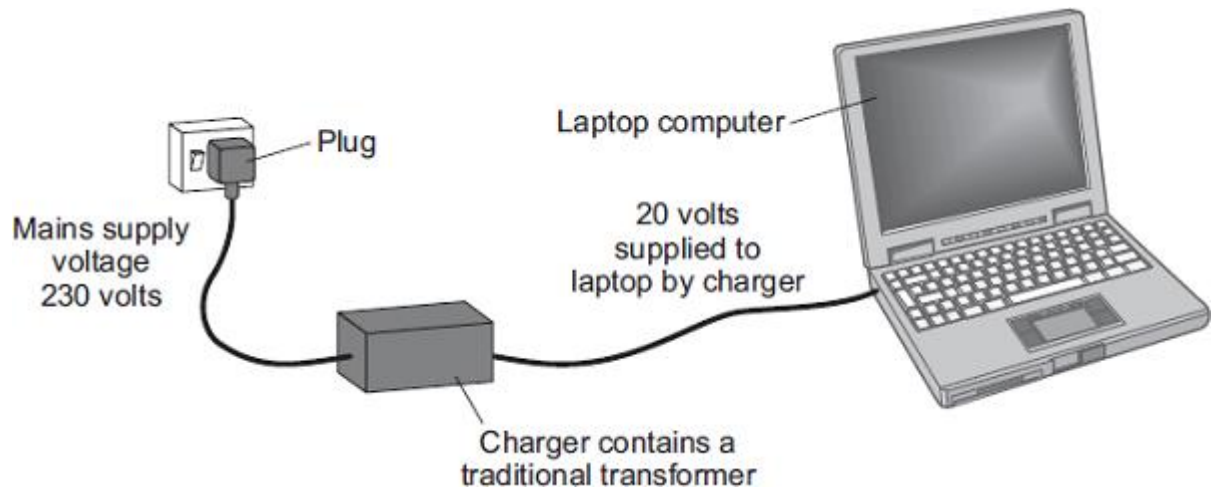 Plug
Mains supply
voltage
230 volts
Laptop computer
20 volts
supplied to
laptop by charger
Charger contains a
traditional transformer